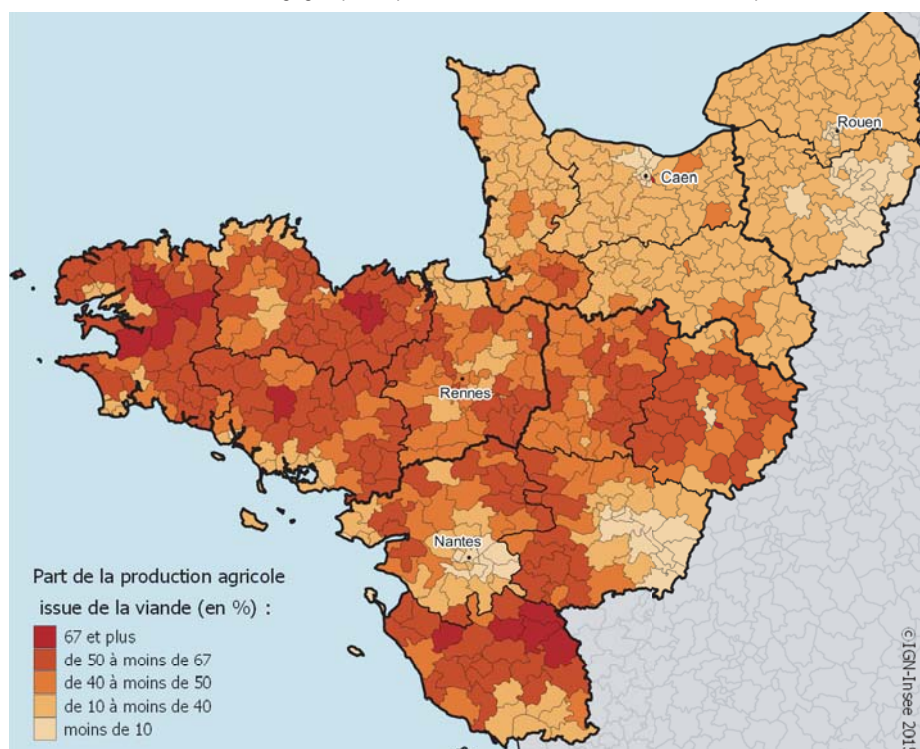 Rouen
Caen
Rennes
Nantes
Part de la production agricole
issue de la viande (en %) :
67 et plus
de 50 à moins de 67
de 40 à moins de 50
de 10 à moins de 40
moins de 10
©IGN-Insee 201